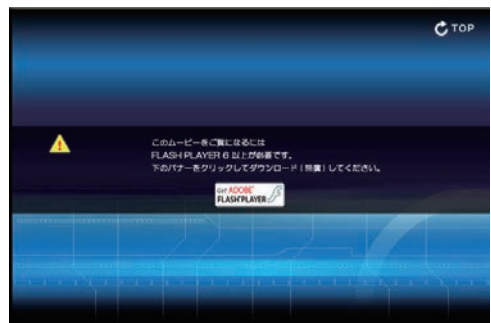 TOP
このムービーをご覧になるには
FLASH PLAYER 6 以上が必要です。
下のバナーをクリックしてダウンロード(無償)してください。
Get ADOBE®
FLASH® PLAYER